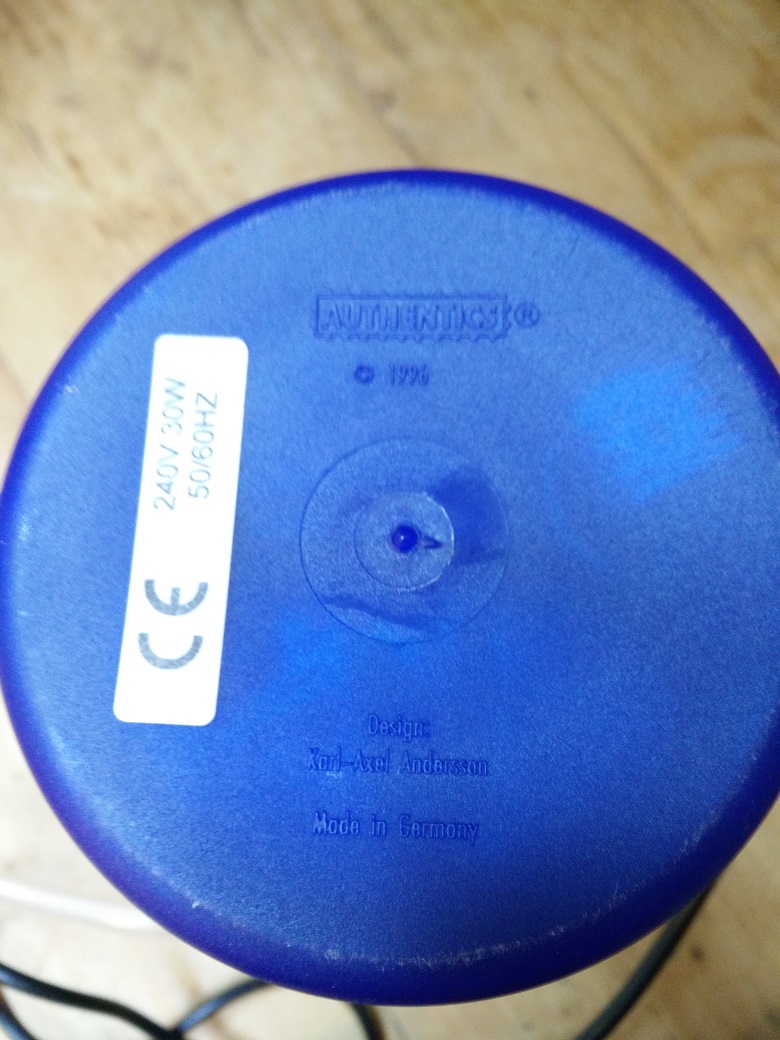 AUTHENTICS®
© 1996
240V 30W
50/60HZ
CE
Design:
Karl-Axel Andersson
Made in Germany